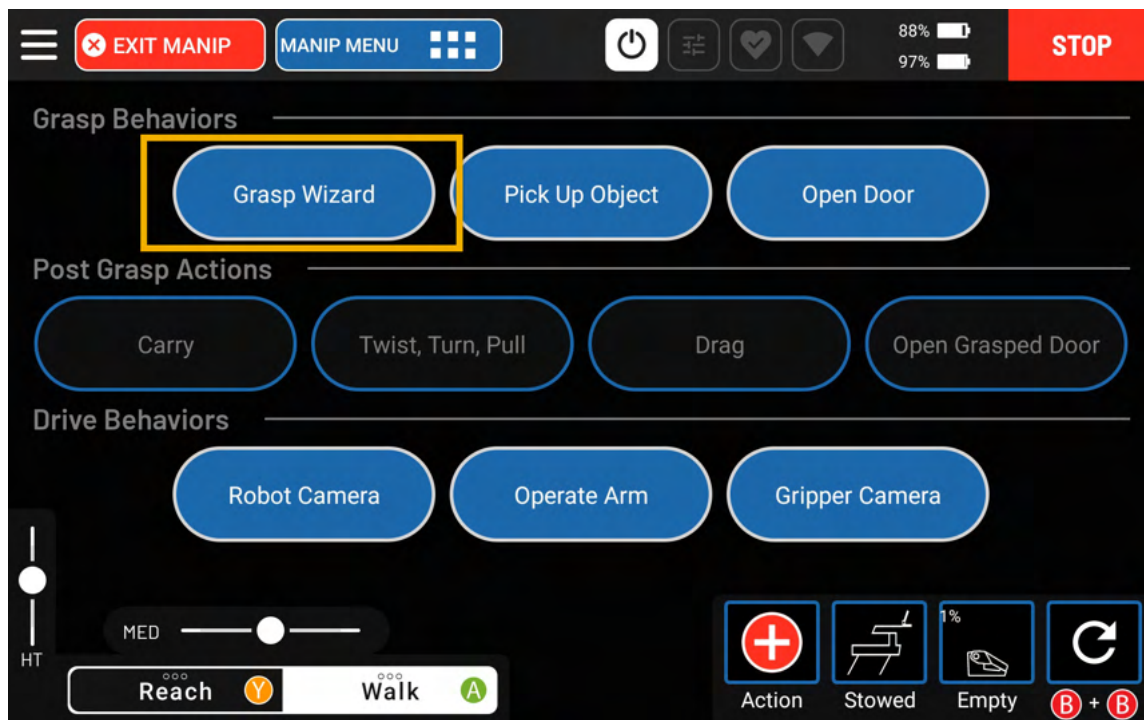 EXIT MANIP
MANIP MENU
88%
97%
STOP
Grasp Behaviors
Grasp Wizard
Pick Up Object
Open Door
Post Grasp Actions
Carry
Twist, Turn, Pull
Drag
Open Grasped Door
Drive Behaviors
Robot Camera
Operate Arm
Gripper Camera
HT
MED
Reach Y
Walk A
Action
Stowed
1%
Empty
B + B